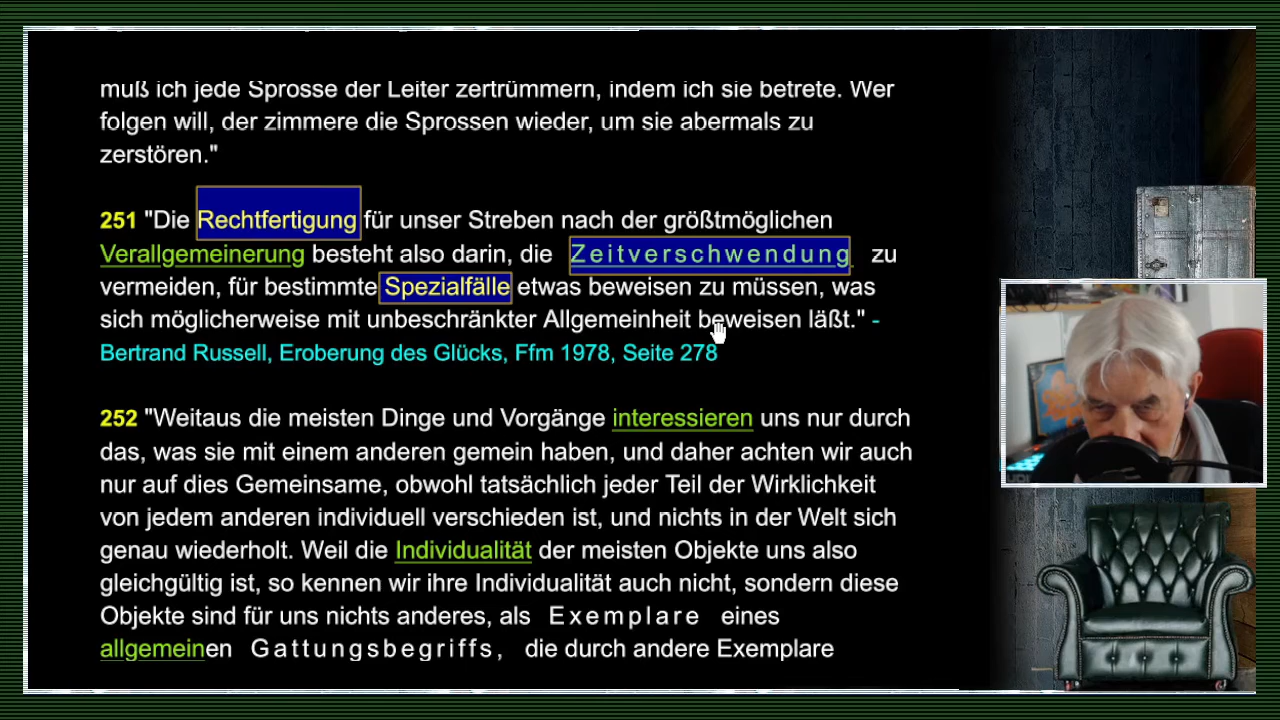 muß ich jede Sprosse der Leiter zertrümmern, indem ich sie betrete. Wer
folgen will, der zimmere die Sprossen wieder, um sie abermals zu
zerstören."
251 "Die Rechtfertigung für unser Streben nach der größtmöglichen
Verallgemeinerung besteht also darin, die Zeitverschwendung zu
vermeiden, für bestimmte Spezialfälle etwas beweisen zu müssen, was
sich möglicherweise mit unbeschränkter Allgemeinheit beweisen läßt." -
Bertrand Russell, Eroberung des Glücks, Ffm 1978, Seite 278
252 "Weitaus die meisten Dinge und Vorgänge interessieren uns nur durch
das, was sie mit einem anderen gemein haben, und daher achten wir auch
nur auf dies Gemeinsame, obwohl tatsächlich jeder Teil der Wirklichkeit
von jedem anderen individuell verschieden ist, und nichts in der Welt sich
genau wiederholt. Weil die Individualität der meisten Objekte uns also
gleichgültig ist, so kennen wir ihre Individualität auch nicht, sondern diese
Objekte sind für uns nichts anderes, als Exemplare eines
allgemeinen Gattungsbegriffs, die durch andere Exemplare